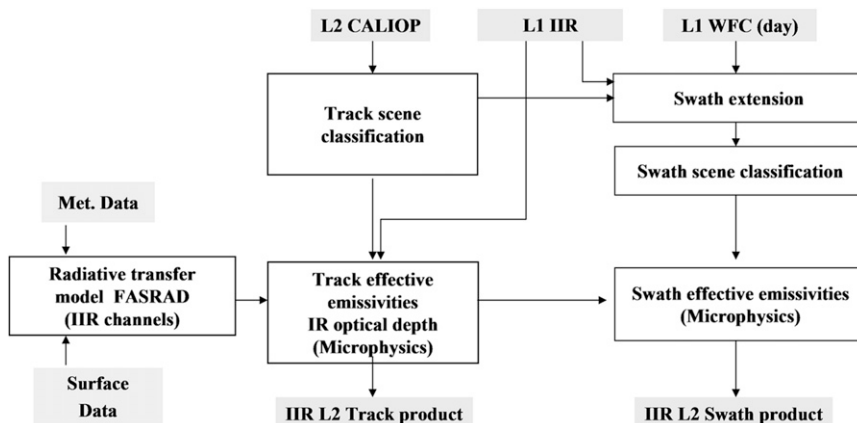 L2 CALIOP
L1 IIR
L1 WFC (day)
Track scene
classification
Swath extension
Swath scene classification
Met. Data
Radiative transfer
model FASRAD
(IIR channels)
Track effective
emissivities
IR optical depth
(Microphysics)
Swath effective emissivities
(Microphysics)
Surface
Data
IIR L2 Track product
IIR L2 Swath product